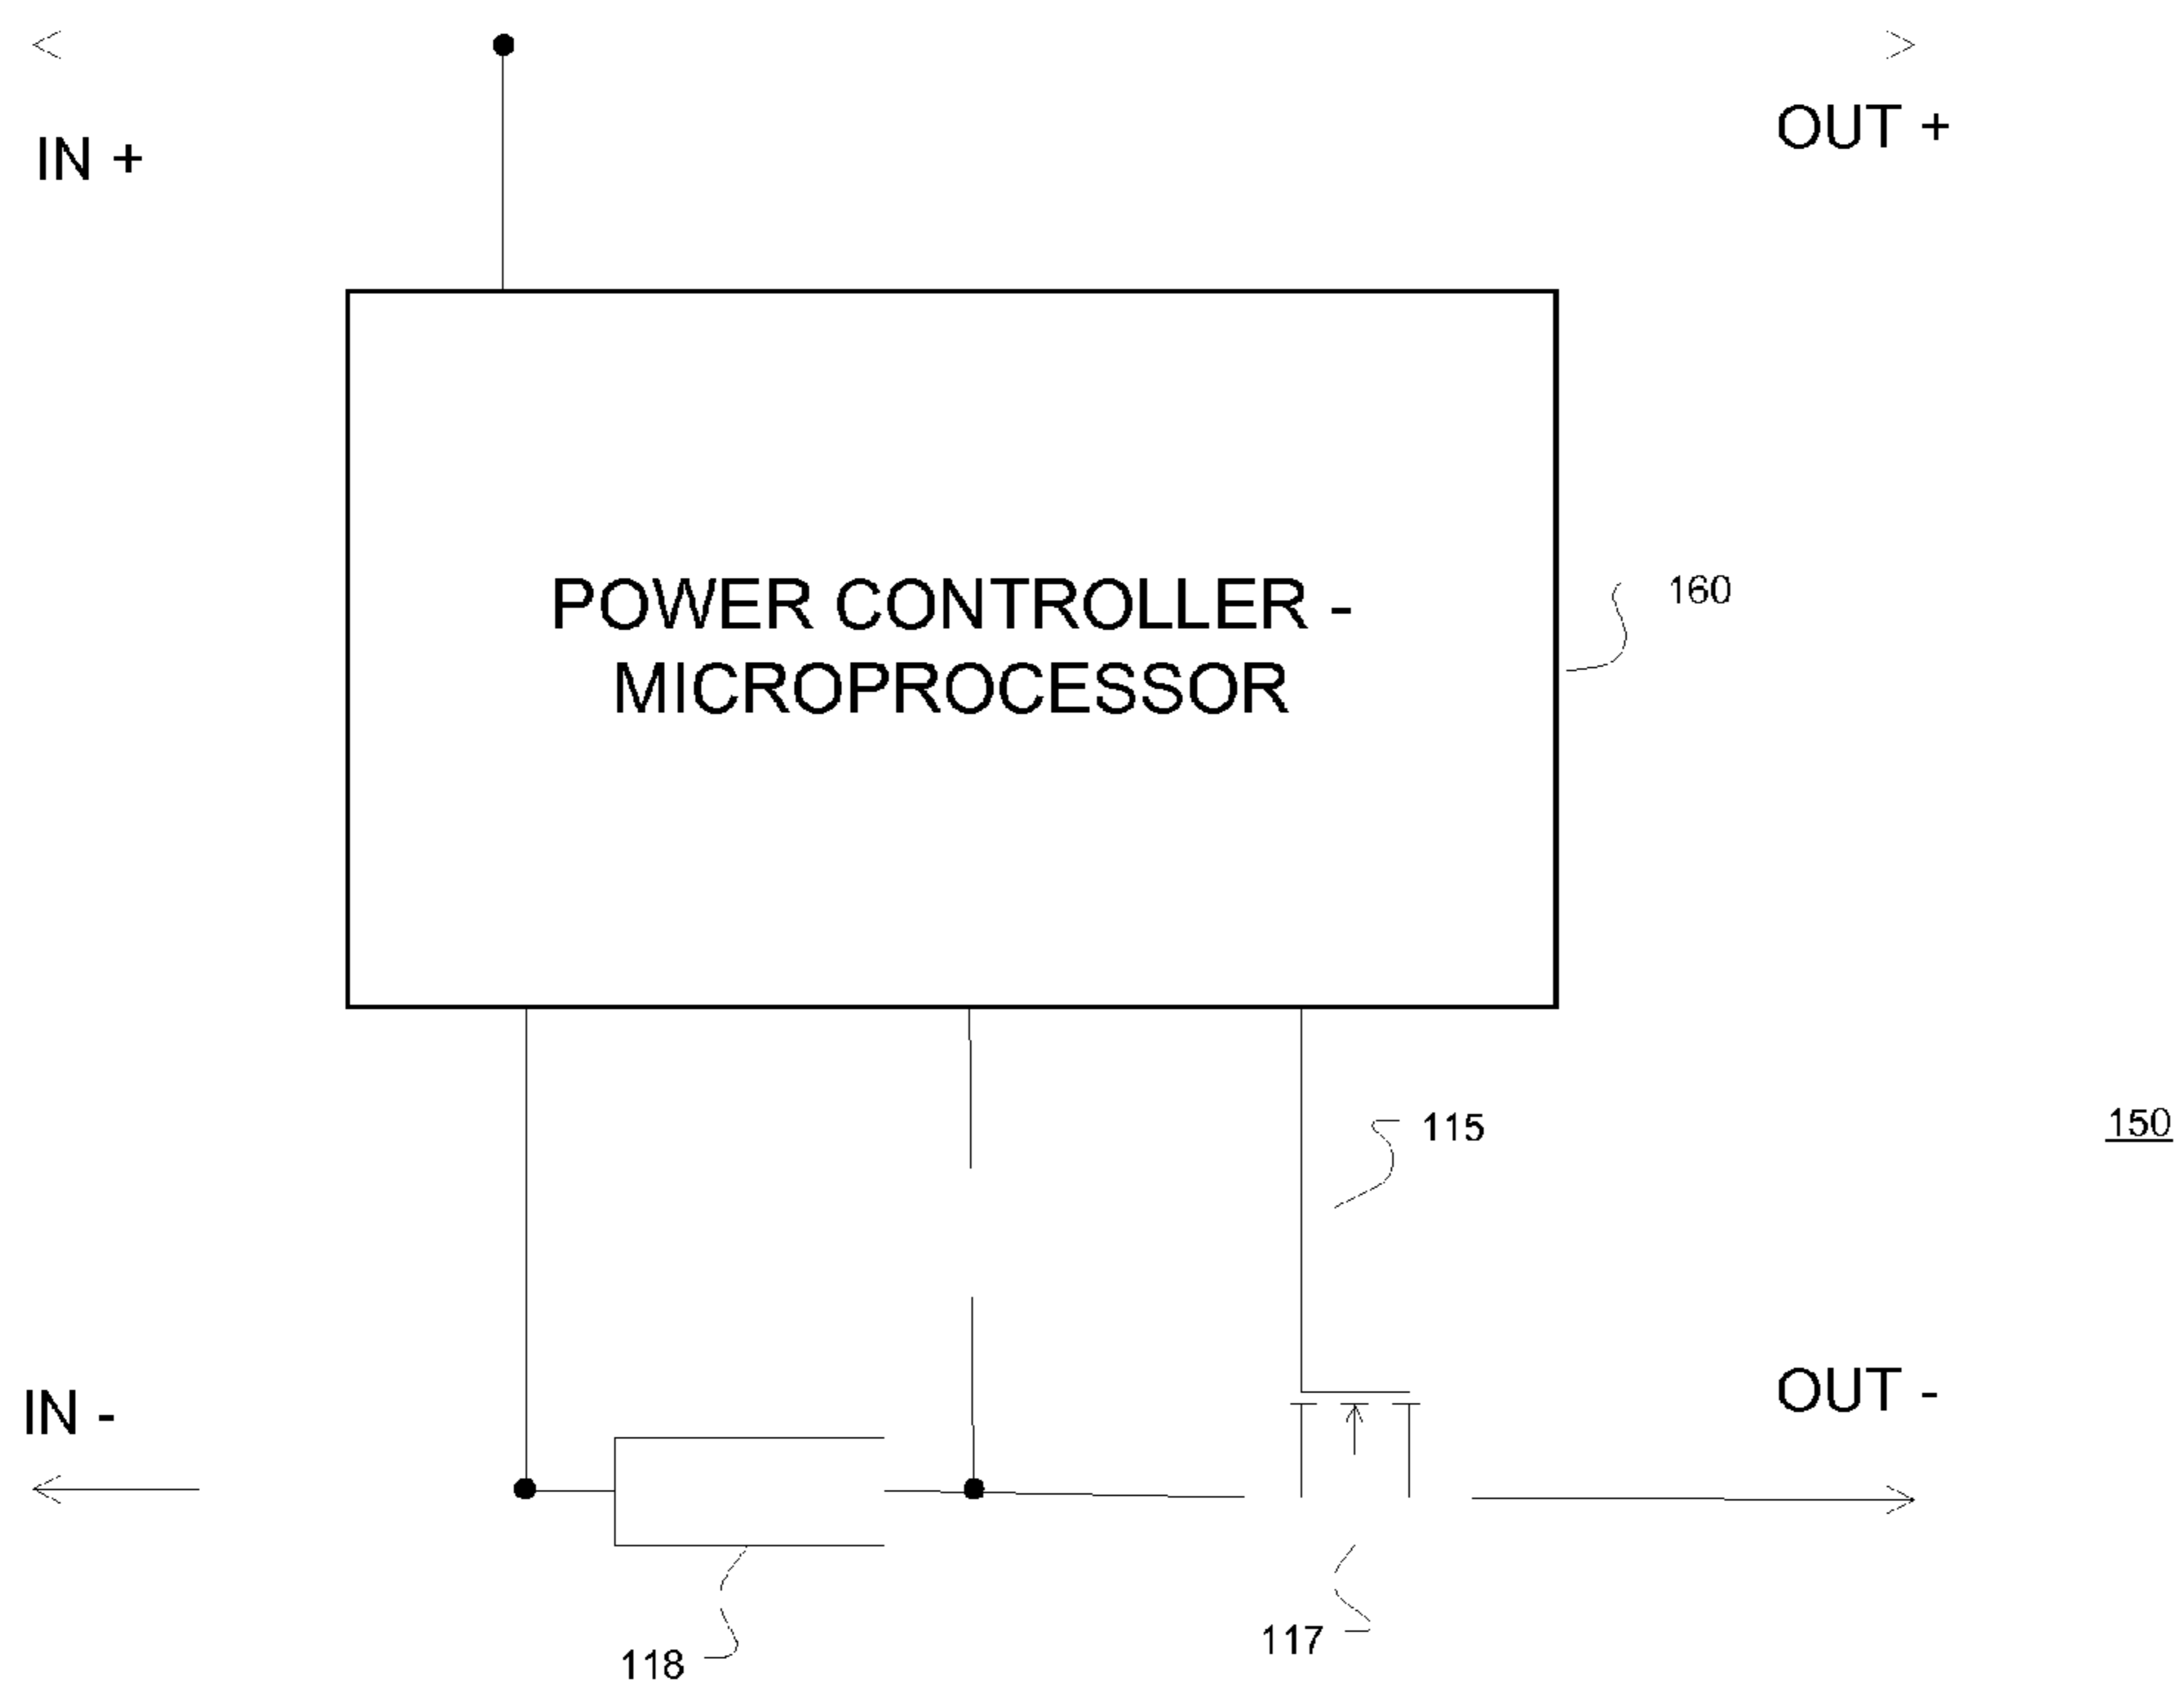 IN +
OUT +
POWER CONTROLLER -
MICROPROCESSOR
160
115
150
IN -
OUT -
118
117